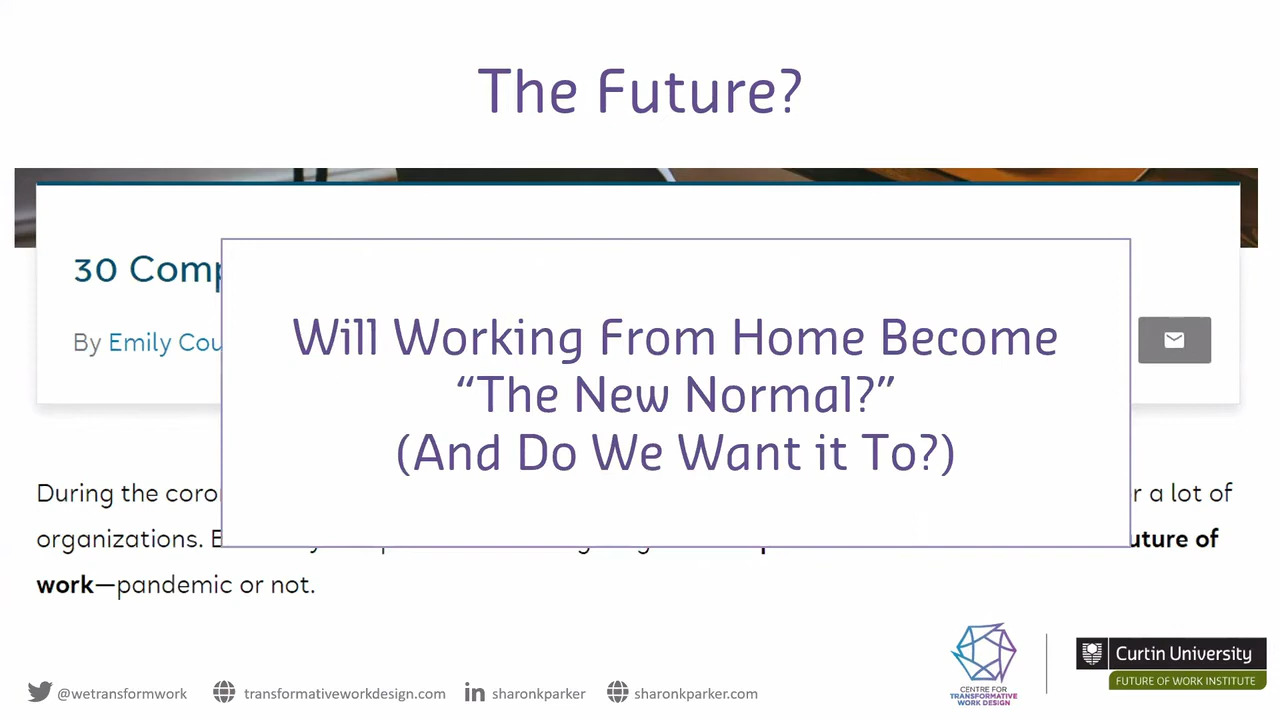 The Future?
30 Comp
By Emily Cou
Will Working From Home Become
“The New Normal?”
(And Do We Want it To?)
During the coro
r a lot of
organizations. E
uture of
work—pandemic or not.
@wetransformwork
transformativeworkdesign.com
in sharonkparker
sharonkparker.com
CENTRE FOR
TRANSFORMATIVE
WORK DESIGN
Curtin University
FUTURE OF WORK INSTITUTE